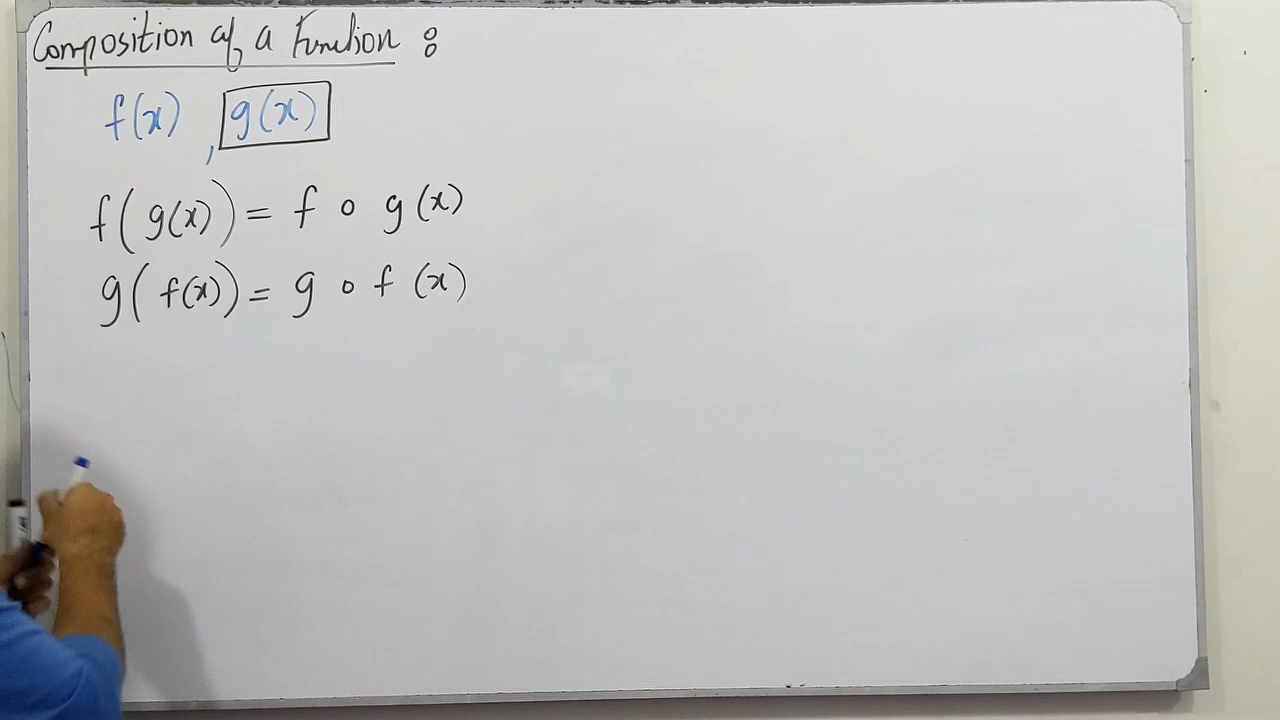 Composition of a Function :
f(x) , g(x)
f(g(x)) = f o g(x)
g(f(x)) = g o f (x)